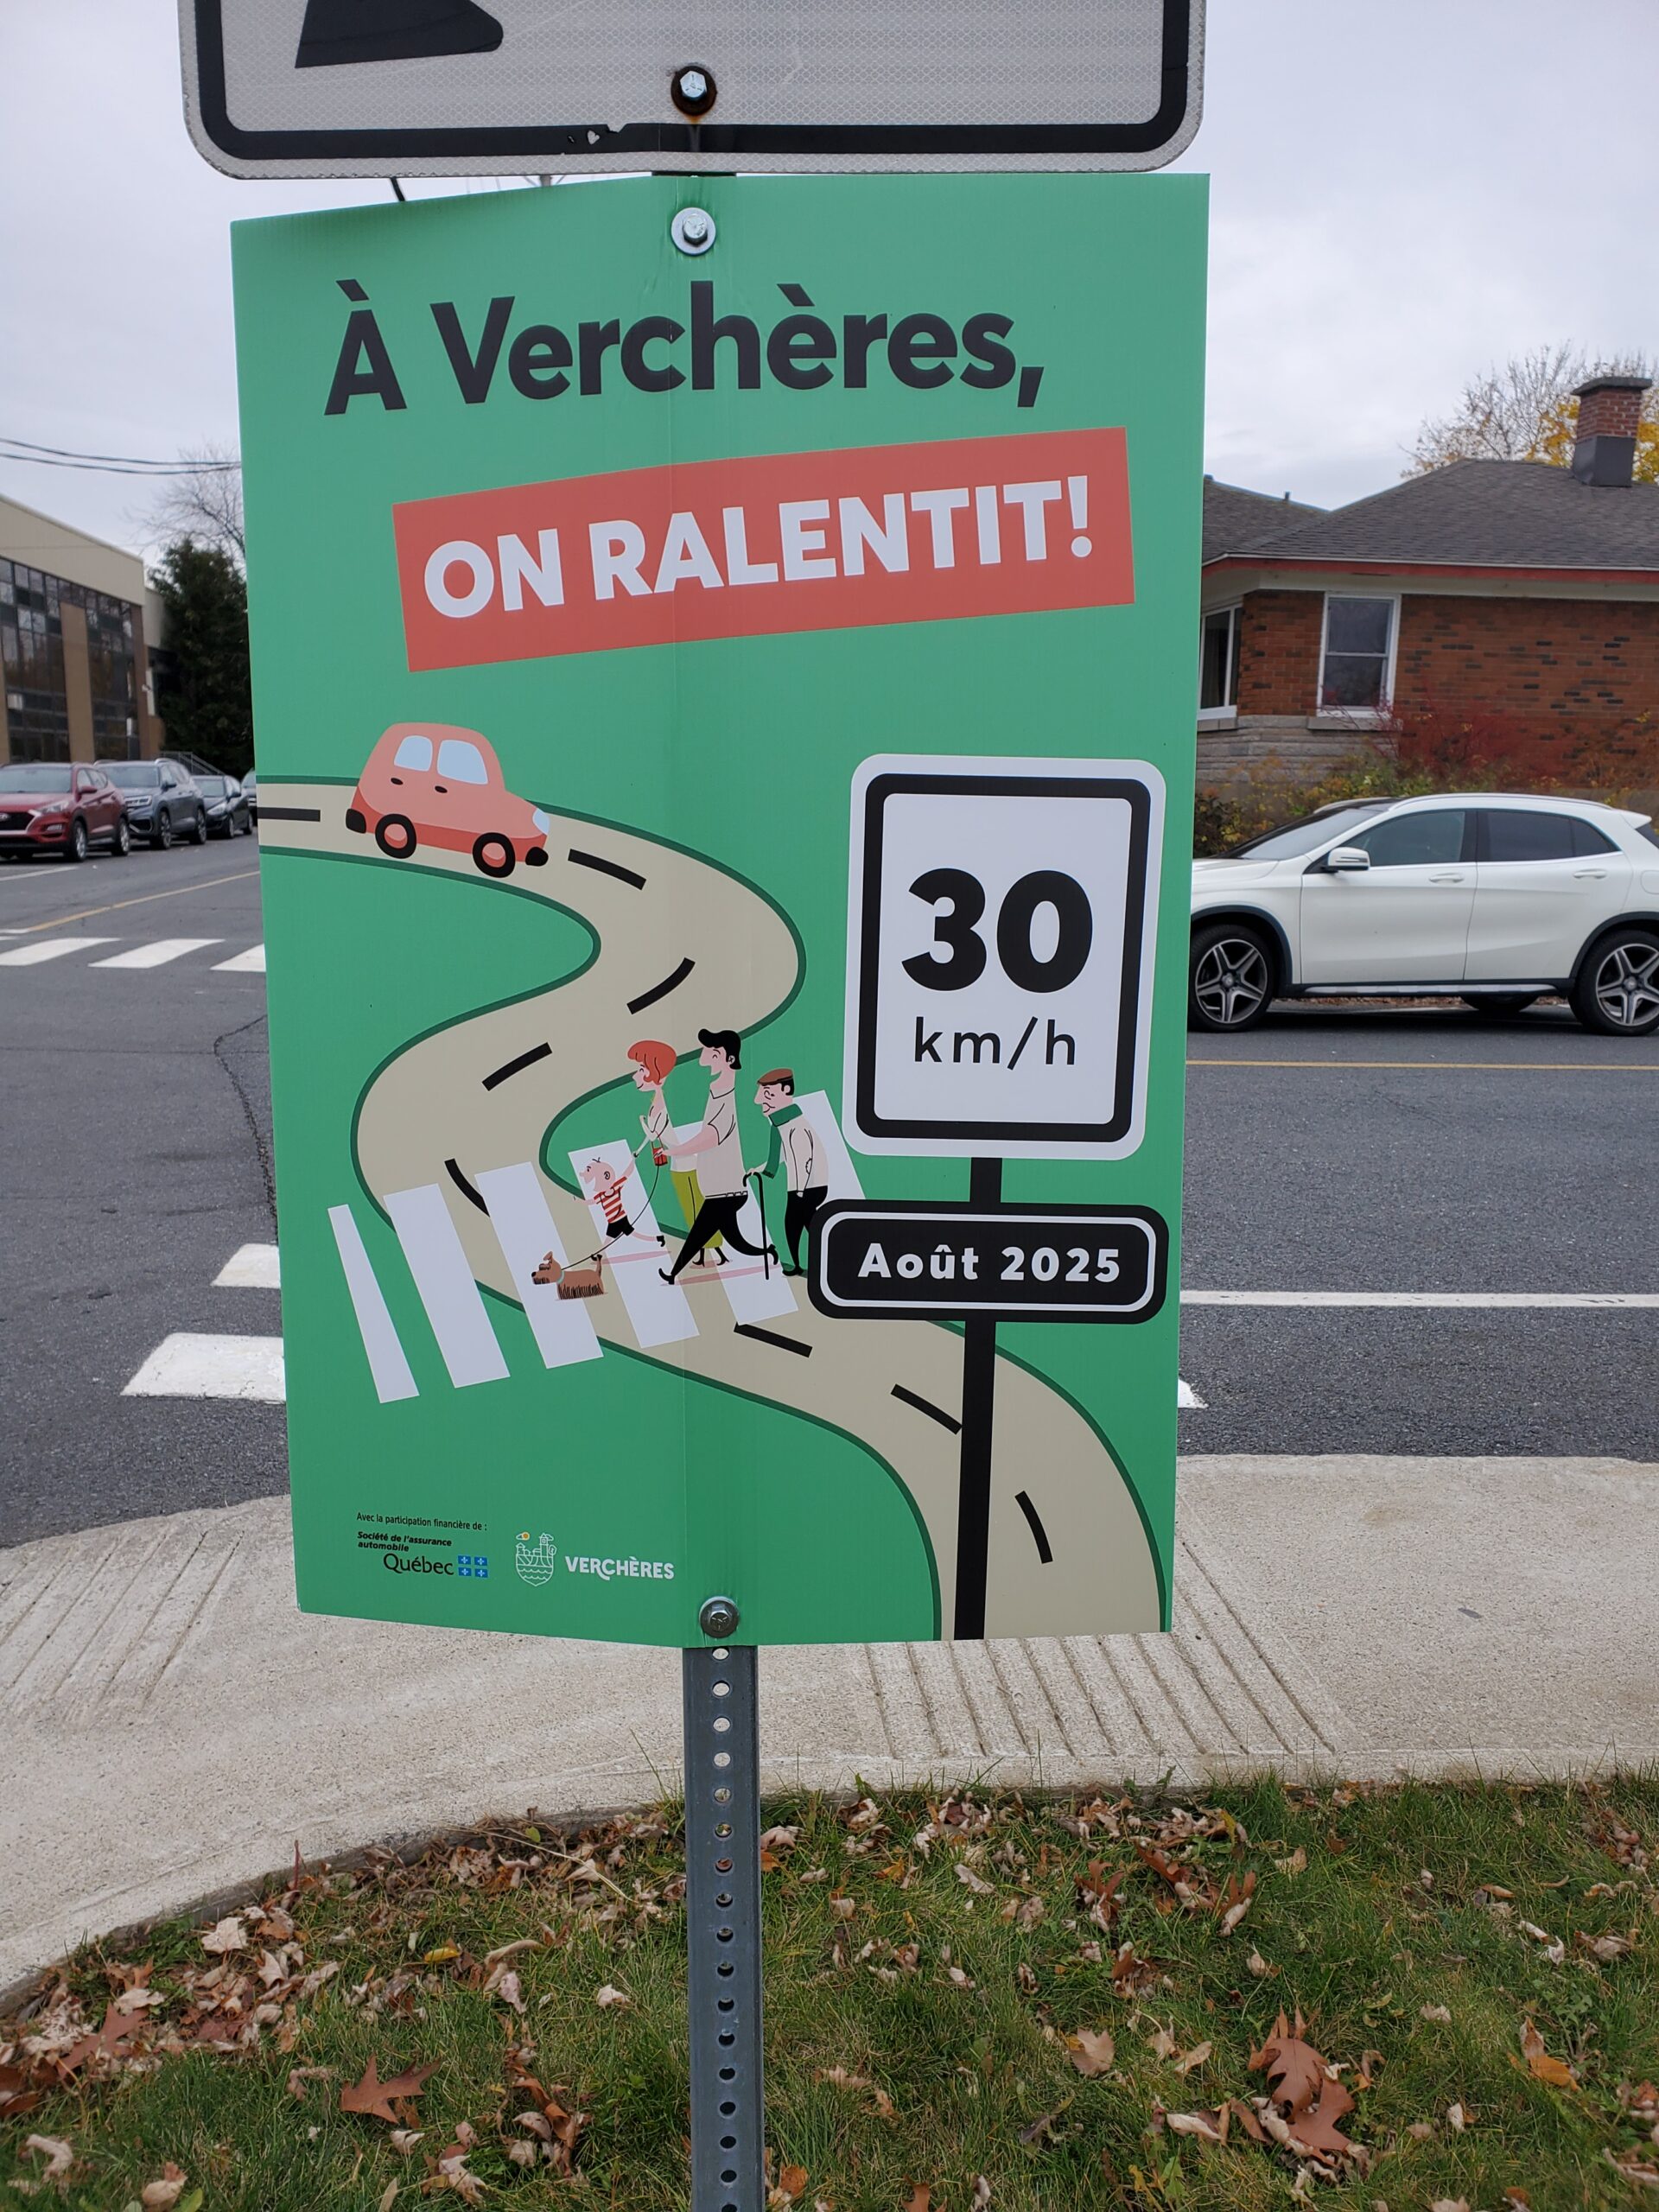 À Verchères,
ON RALENTIT!
30
km/h
Août 2025
Avec la participation financière de :
Société de l'assurance
automobile
Québec
VERCHÈRES